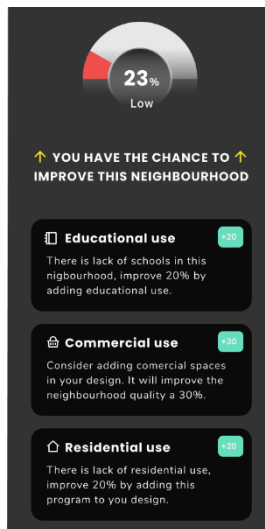 23%
Low
↑ YOU HAVE THE CHANCE TO ↑
IMPROVE THIS NEIGHBOURHOOD
Educational use +20
There is lack of schools in this
nigbourhood, improve 20% by
adding educational use.
Commercial use +30
Consider adding comercial spaces
in your design. It will improve the
neighbourhood quality a 30%.
Residential use +20
There is lack of residential use,
improve 20% by adding this
program to you design.